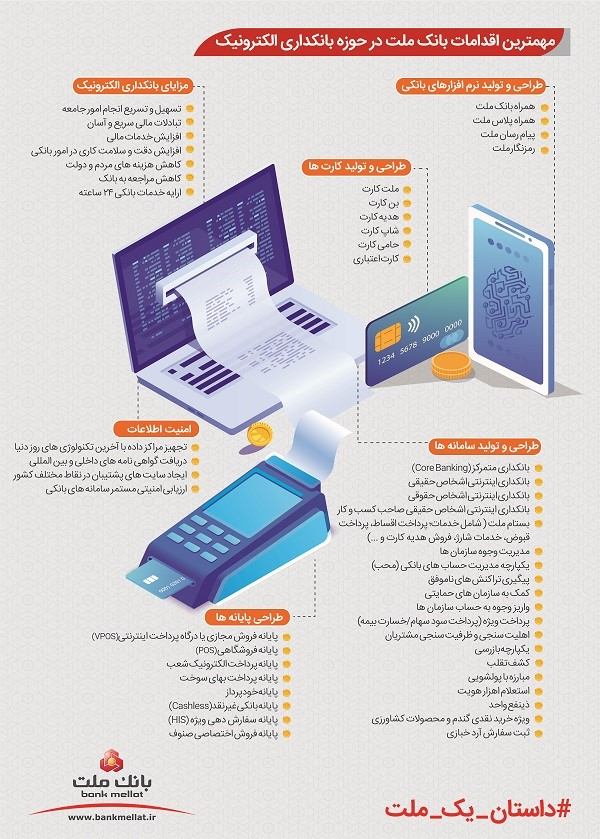 مهمترین اقدامات بانک ملت در حوزه بانکداری الکترونیک
طراحی و تولید نرم افزارهای بانکی
همراه بانک ملت
همراه پلاس ملت
پیام رسان ملت
رمزنگار ملت
مزایای بانکداری الکترونیک
تسهیل و تسریع انجام امور جامعه
تبادلات مالی سریع و آسان
افزایش خدمات مالی
افزایش دقت و سلامت کاری در امور بانکی
کاهش هزینه های مردم و دولت
کاهش مراجعه به بانک
ارایه خدمات بانکی ۲۴ ساعته
طراحی و تولید کارت ها
ملت کارت
بن کارت
هدیه کارت
شاپ کارت
حامی کارت
کارت اعتباری
1234 5678 9000 0000
امنیت اطلاعات
تجهیز مراکز داده با آخرین تکنولوژی های روز دنیا
دریافت گواهی نامه های داخلی و بین المللی
ایجاد سایت های پشتیبان در نقاط مختلف کشور
ارزیابی امنیتی مستمر سامانه های بانکی
طراحی و تولید سامانه ها
بانکداری متمرکز (Core Banking)
بانکداری اینترنتی اشخاص حقیقی
بانکداری اینترنتی اشخاص حقوقی
بانکداری اینترنتی اشخاص حقیقی صاحب کسب و کار
بستام ملت ( شامل خدمات؛ پرداخت اقساط، پرداخت
قبوض، خدمات شارژ، فروش هدیه کارت و ...)
مدیریت وجوه سازمان ها
یکپارچه مدیریت حساب های بانکی (محب)
پیگیری تراکنش های ناموفق
کمک به سازمان های حمایتی
واریز وجوه به حساب سازمان ها
پرداخت ویژه (پرداخت سود سهام/خسارت بیمه)
اهلیت سنجی و ظرفیت سنجی مشتریان
یکپارچه بازرسی
کشف تقلب
مبارزه با پولشویی
استعلام احراز هویت
ذینفع واحد
ویژه خرید نقدی گندم و محصولات کشاورزی
ثبت سفارش آرد خبازی
طراحی پایانه ها
پایانه فروش مجازی یا درگاه پرداخت اینترنتی (VPOS)
پایانه فروشگاهی (POS)
پایانه پرداخت الکترونیک شعب
پایانه پرداخت بهای سوخت
پایانه خودپرداز
پایانه بانکی غیرنقد (Cashless)
پایانه سفارش دهی ویژه (HIS)
پایانه فروش اختصاصی صنوف
بانک ملت
bank mellat
www.bankmellat.ir
#داستان_یک_ملت